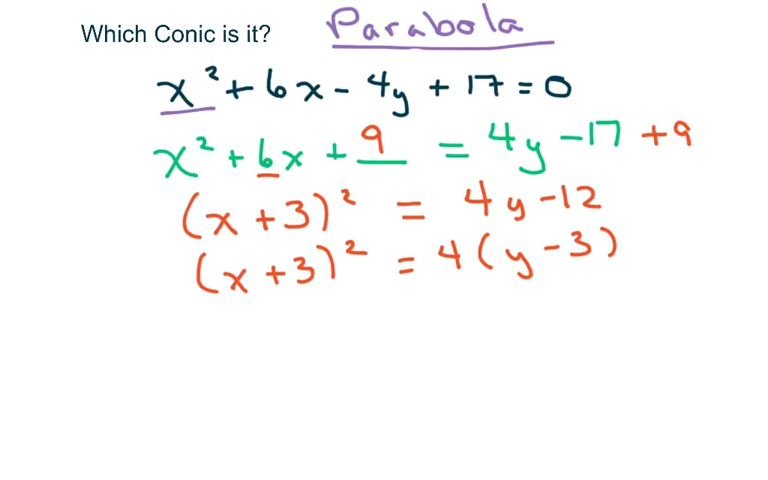 Which Conic is it? Parabola
x² + 6x - 4y + 17 = 0
x² + 6x + 9 = 4y - 17 + 9
(x + 3)² = 4y - 12
(x + 3)² = 4(y - 3)